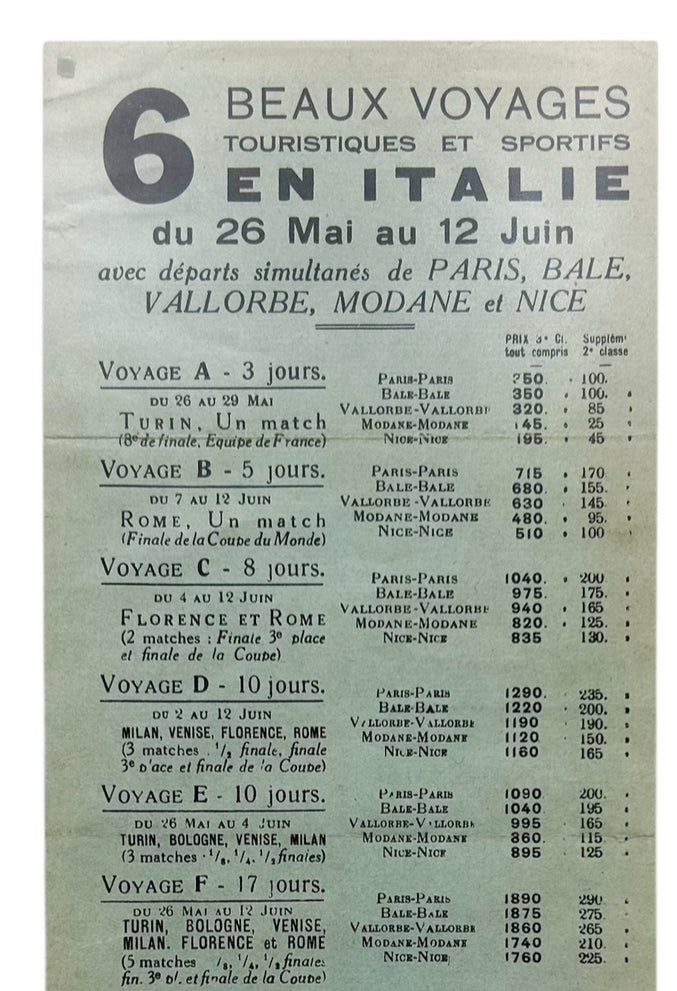 6 BEAUX VOYAGES
TOURISTIQUES ET SPORTIFS
EN ITALIE
du 26 Mai au 12 Juin
avec départs simultanés de PARIS, BALE,
VALLORBE, MODANE et NICE
PRIX 3e Cl. Supplémt
tout compris 2e classe
VOYAGE A - 3 jours.
DU 26 AU 29 MAI
TURIN, Un match
(8e de finale, Equipe de France)
PARIS-PARIS 100.
BALE-BALE 350 100.
VALLORBE-VALLORBE 320. 85
MODANE-MODANE 25
NICE-NICE 195. 45
VOYAGE B - 5 jours.
DU 7 AU 12 JUIN
ROME, Un match
(Finale de la Coupe du Monde)
PARIS-PARIS 715 170
BALE-BALE 680. 155.
VALLORBE-VALLORBE 630 145
MODANE-MODANE 480. 95.
NICE-NICE 510 100
VOYAGE C - 8 jours.
DU 4 AU 12 JUIN
FLORENCE ET ROME
(2 matches : Finale 3e place
et finale de la Coupe)
PARIS-PARIS 1040. 200
BALE-BALE 975. 175.
VALLORBE-VALLORBE 940 165
MODANE-MODANE 820. 125.
NICE-NICE 835 130.
VOYAGE D - 10 jours.
DU 2 AU 12 JUIN
MILAN, VENISE, FLORENCE, ROME
(3 matches : 1/2 finale, finale
3e place et finale de la Coupe)
PARIS-PARIS 1290. 235.
BALE-BALE 1220 200.
VALLORBE-VALLORBE 1190 190.
MODANE-MODANE 1120 150.
NICE-NICE 1160 165
VOYAGE E - 10 jours.
DU 26 MAI AU 4 JUIN
TURIN, BOLOGNE, VENISE, MILAN
(3 matches : 1/8, 1/4, 1/2 finales)
PARIS-PARIS 1090 200.
BALE-BALE 1040. 195
VALLORBE-VALLORBE 995 165
MODANE-MODANE 115.
NICE-NICE 895 125
VOYAGE F - 17 jours.
DU 26 MAI AU 12 JUIN
TURIN, BOLOGNE, VENISE,
MILAN. FLORENCE et ROME
(5 matches 1/8, 1/4, 1/2 finales
fin. 3e pl. et finale de la Coupe)
PARIS-PARIS 1890 290
BALE-BALE 1875 275
VALLORBE-VALLORBE 1860 265
MODANE-MODANE 1740 210.
NICE-NICE 1760 225.